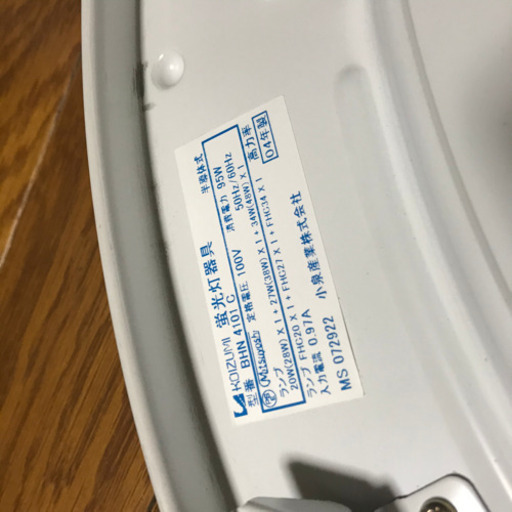 KOIZUMI 蛍光灯器具
型番 BHN 4101 C 半導体式
定格電圧 100V 消費電力 95W
50Hz/60Hz
ランプ 20W(28W)×1+27W(38W)×1+34W(48W)×1
ランプ FHC20×1+FHC27×1+FHC34×1 高力率
入力電流 0.97A 04年製
MS 072922 小泉産業株式会社